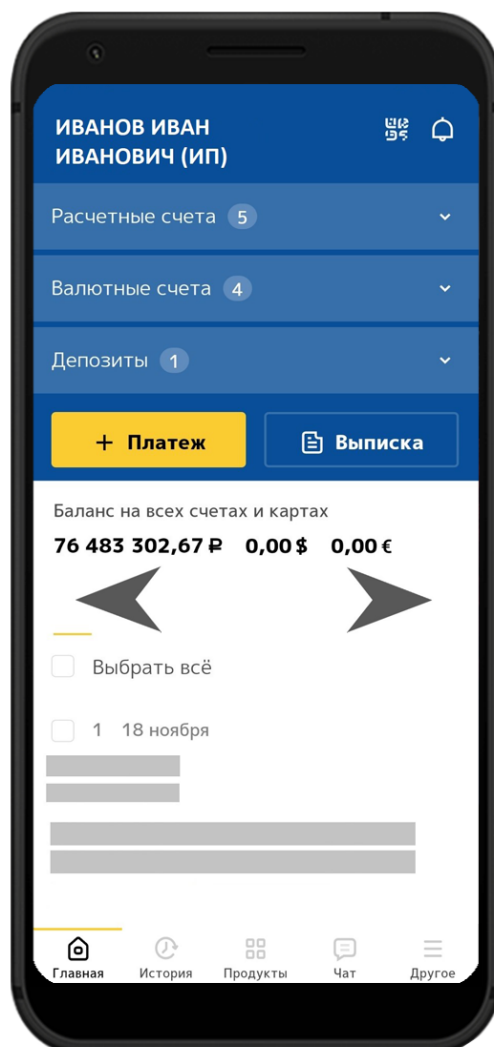 ИВАНОВ ИВАН
ИВАНОВИЧ (ИП)
Расчетные счета 5
Валютные счета 4
Депозиты 1
+ Платеж
Выписка
Баланс на всех счетах и картах
76 483 302,67 ₽ 0,00 $ 0,00 €
Выбрать всё
1 18 ноября
Главная История Продукты Чат Другое